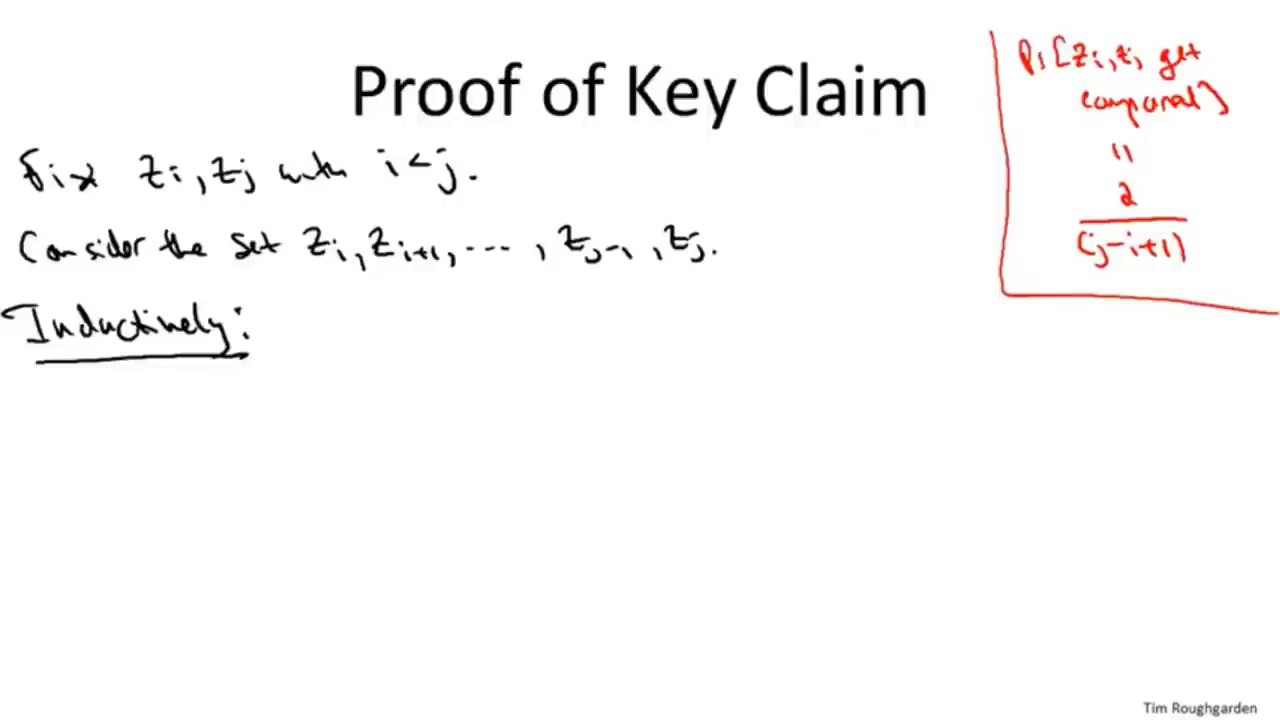 Proof of Key Claim
Pr[zi, zj get
compared]
=
2
(j-i+1)
Fix zi, zj with i<j.
Consider the set zi, zi+1, ..., zj-1, zj.
Inductively:
Tim Roughgarden